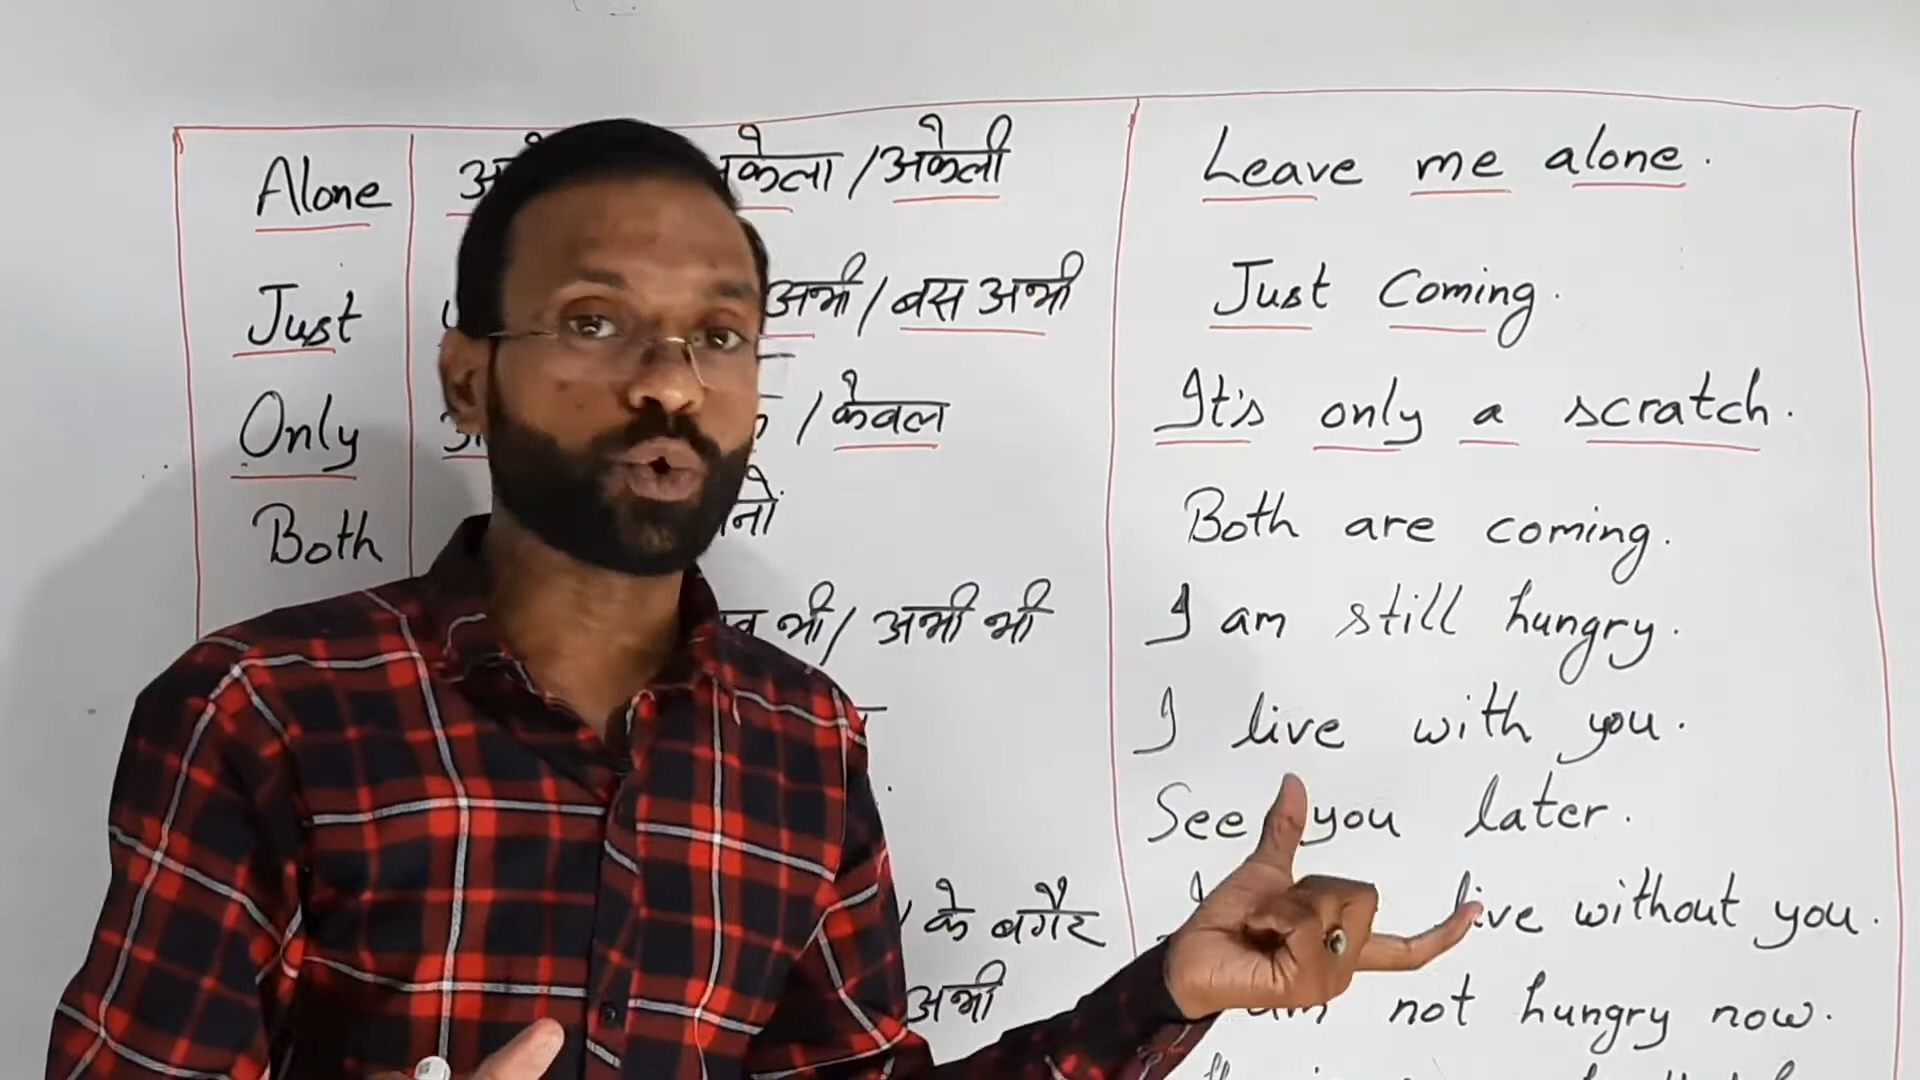 Alone अकेला / अकेली Leave me alone.
Just अभी / बस अभी Just Coming.
Only / केवल It's only a scratch.
Both Both are coming.
भी / अभी भी I am still hungry.
I live with you.
See you later.
के बगैर live without you.
अभी am not hungry now.